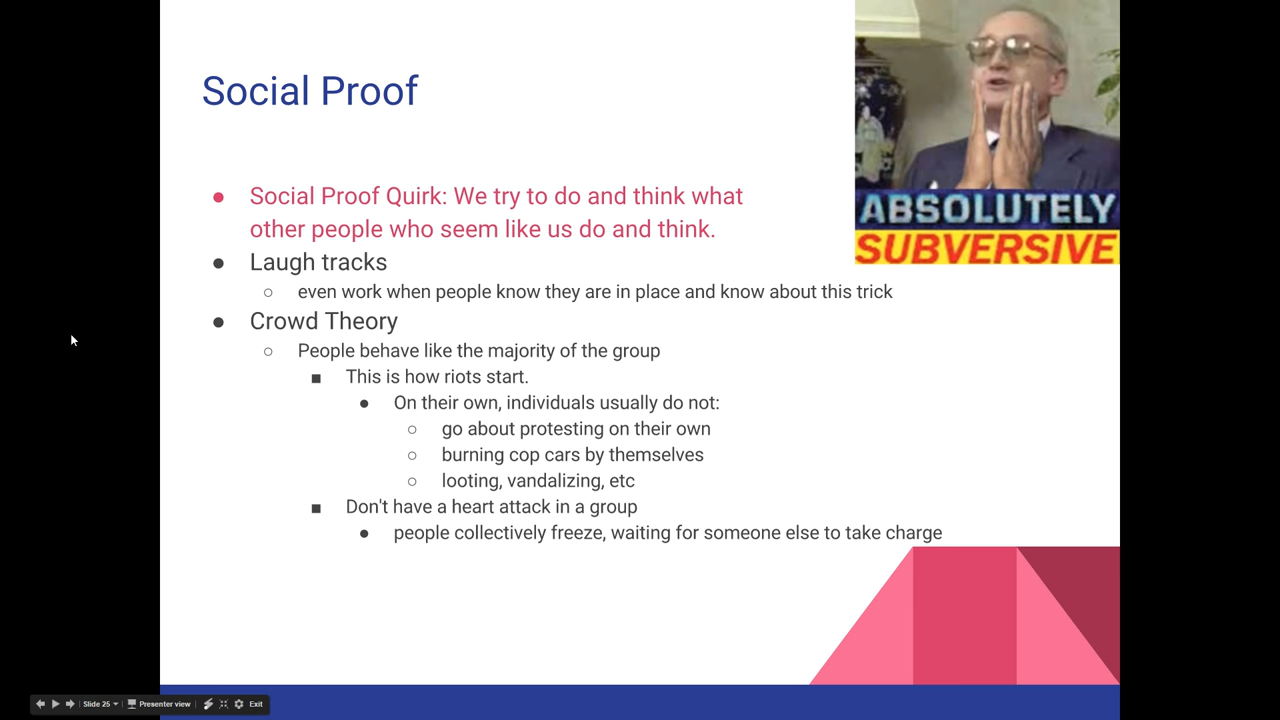 Social Proof
ABSOLUTELY
SUBVERSIVE
● Social Proof Quirk: We try to do and think what
other people who seem like us do and think.
● Laugh tracks
○ even work when people know they are in place and know about this trick
● Crowd Theory
○ People behave like the majority of the group
■ This is how riots start.
● On their own, individuals usually do not:
○ go about protesting on their own
○ burning cop cars by themselves
○ looting, vandalizing, etc
■ Don't have a heart attack in a group
● people collectively freeze, waiting for someone else to take charge
Slide 25 Presenter view Exit